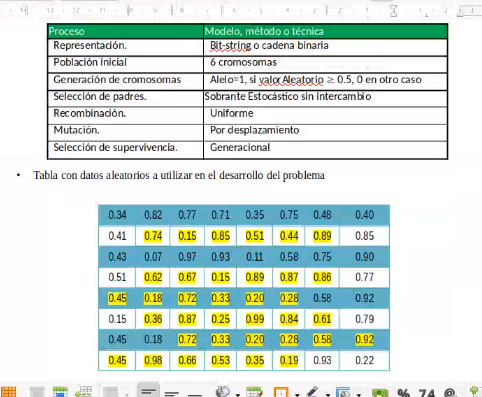 Proceso Modelo, método o técnica
Representación. Bit-string o cadena binaria
Población inicial 6 cromosomas
Generación de cromosomas Alelo=1, si valorAleatorio ≥ 0.5, 0 en otro caso
Selección de padres. Sobrante Estocástico sin intercambio
Recombinación. Uniforme
Mutación. Por desplazamiento
Selección de supervivencia. Generacional
• Tabla con datos aleatorios a utilizar en el desarrollo del problema
0.34 0.82 0.77 0.71 0.35 0.75 0.48 0.40
0.41 0.74 0.15 0.85 0.51 0.44 0.89 0.85
0.43 0.07 0.97 0.93 0.11 0.58 0.75 0.90
0.51 0.62 0.67 0.15 0.89 0.87 0.86 0.77
0.45 0.18 0.72 0.33 0.20 0.28 0.58 0.92
0.15 0.36 0.87 0.25 0.99 0.84 0.61 0.79
0.45 0.18 0.72 0.33 0.20 0.28 0.58 0.92
0.45 0.98 0.66 0.53 0.35 0.19 0.93 0.22